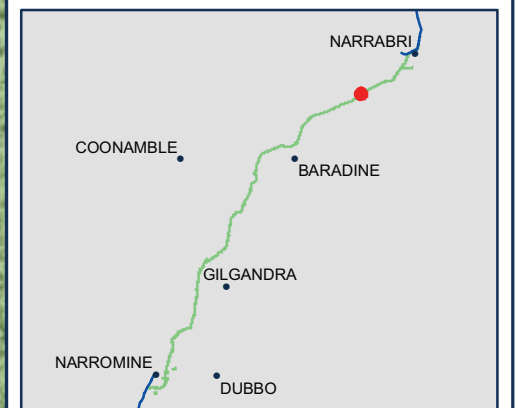 NARRABRI
COONAMBLE
BARADINE
GILGANDRA
NARROMINE
DUBBO